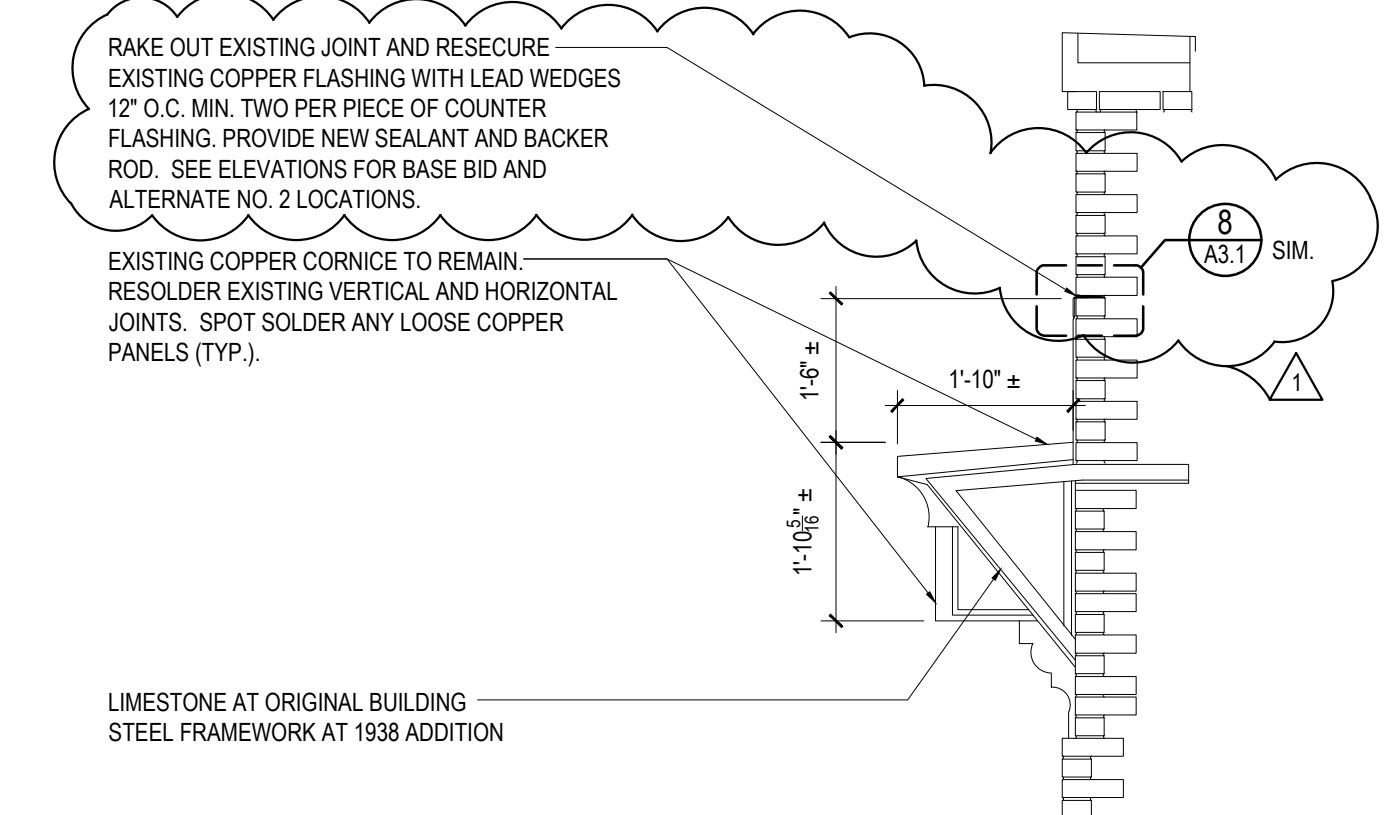 RAKE OUT EXISTING JOINT AND RESECURE
EXISTING COPPER FLASHING WITH LEAD WEDGES
12" O.C. MIN. TWO PER PIECE OF COUNTER
FLASHING. PROVIDE NEW SEALANT AND BACKER
ROD. SEE ELEVATIONS FOR BASE BID AND
ALTERNATE NO. 2 LOCATIONS.
8
A3.1
SIM.
EXISTING COPPER CORNICE TO REMAIN.
RESOLDER EXISTING VERTICAL AND HORIZONTAL
JOINTS. SPOT SOLDER ANY LOOSE COPPER
PANELS (TYP.).
1'-6" ±
1'-10" ±
1
1'-10 5/16" ±
LIMESTONE AT ORIGINAL BUILDING
STEEL FRAMEWORK AT 1938 ADDITION